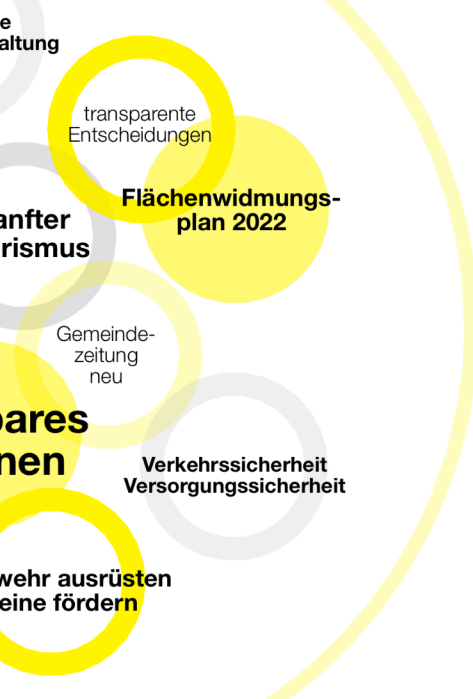 e
altung
transparente
Entscheidungen
Flächenwidmungs-
plan 2022
anfter
rismus
Gemeinde-
zeitung
neu
ares
nen
Verkehrssicherheit
Versorgungssicherheit
wehr ausrüsten
eine fördern